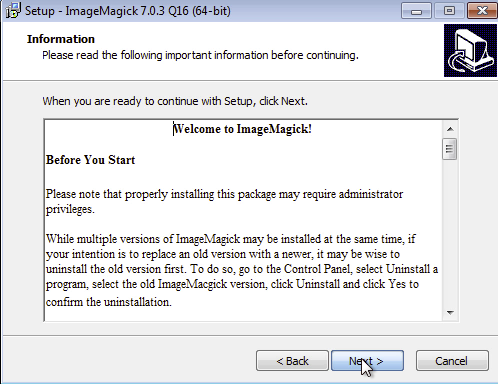 Setup - ImageMagick 7.0.3 Q16 (64-bit)
Information
Please read the following important information before continuing.
When you are ready to continue with Setup, click Next.
Welcome to ImageMagick!
Before You Start
Please note that properly installing this package may require administrator
privileges.
While multiple versions of ImageMagick may be installed at the same time, if
your intention is to replace an old version with a newer, it may be wise to
uninstall the old version first. To do so, go to the Control Panel, select Uninstall a
program, select the old ImageMacgick version, click Uninstall and click Yes to
confirm the uninstallation.
< Back
Next >
Cancel